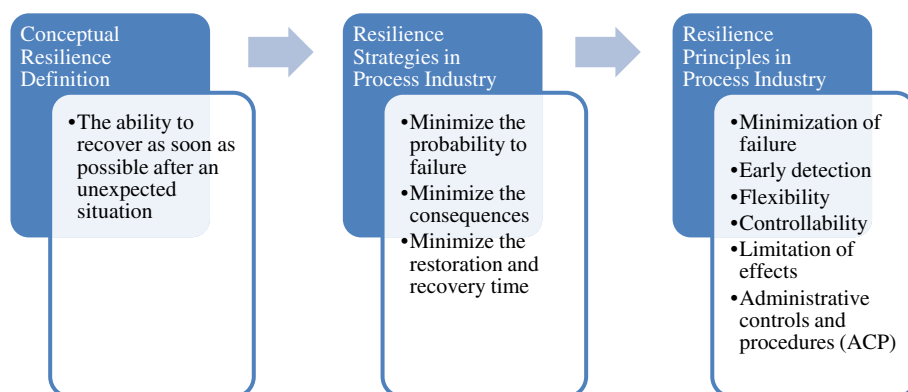 Conceptual
Resilience
Definition
•The ability to
recover as soon as
possible after an
unexpected
situation
Resilience
Strategies in
Process Industry
•Minimize the
probability to
failure
•Minimize the
consequences
•Minimize the
restoration and
recovery time
Resilience
Principles in
Process Industry
•Minimization of
failure
•Early detection
•Flexibility
•Controllability
•Limitation of
effects
•Administrative
controls and
procedures (ACP)